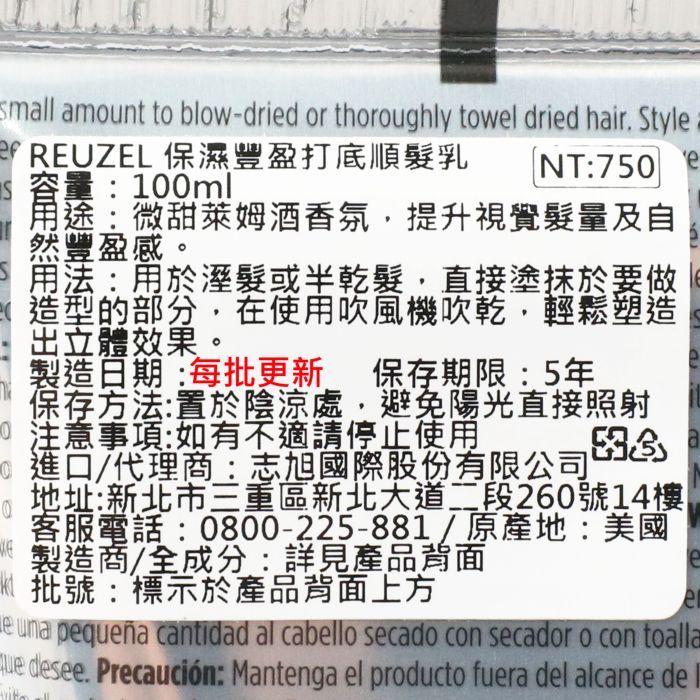 small amount to blow-dried or thoroughly towel dried hair. Style
REUZEL 保濕豐盈打底順髮乳
NT:750
容量：100ml
用途：微甜萊姆酒香氛，提升視覺髮量及自
然豐盈感。
用法：用於溼髮或半乾髮，直接塗抹於要做
造型的部分，在使用吹風機吹乾，輕鬆塑造
出立體效果。
製造日期：每批更新 保存期限：5年
保存方法:置於陰涼處，避免陽光直接照射
注意事項:如有不適請停止使用
進口/代理商：志旭國際股份有限公司
地址:新北市三重區新北大道二段260號14樓
客服電話：0800-225-881 / 原產地：美國
製造商/全成分：詳見產品背面
批號：標示於產品背面上方
una pequeña cantidad al cabello secado con secador o con toalla
que desee. Precaución: Mantenga el producto fuera del alcance de